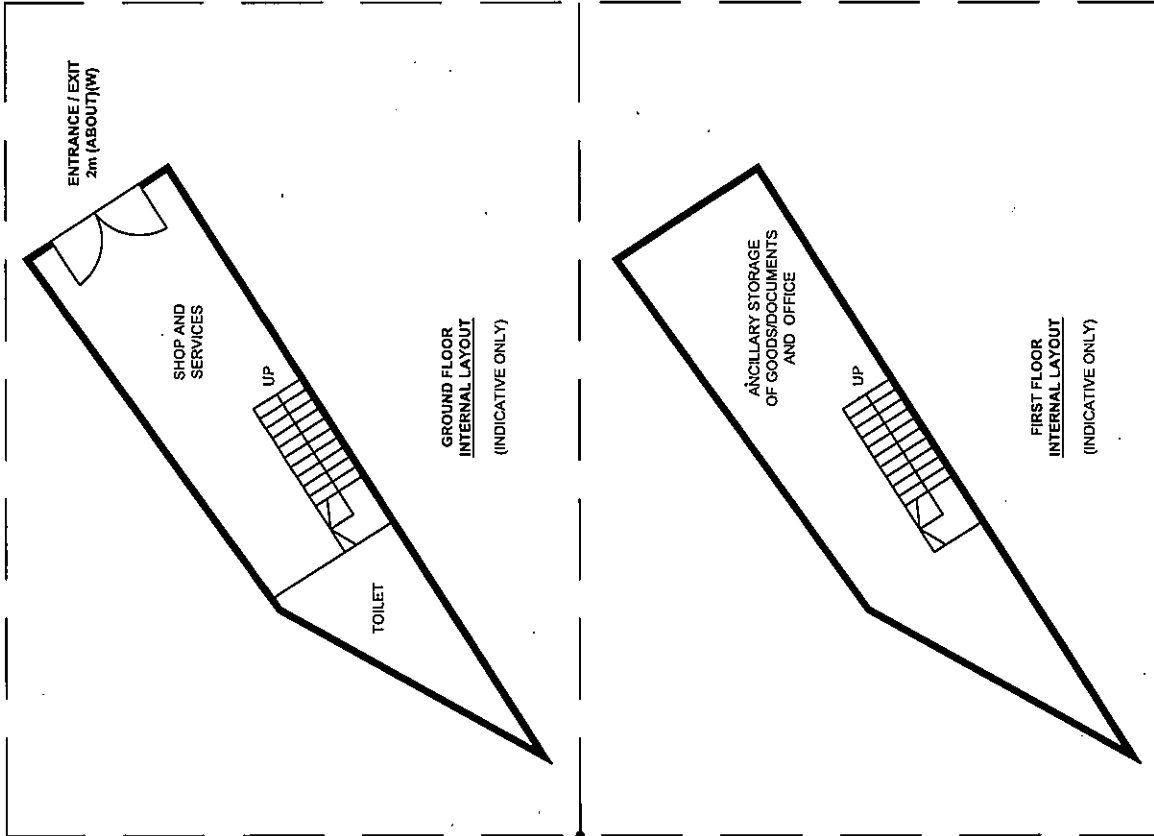 ENTRANCE / EXIT
2m (ABOUT)(W)
SHOP AND
SERVICES
UP
TOILET
GROUND FLOOR
INTERNAL LAYOUT
(INDICATIVE ONLY)
ANCILLARY STORAGE
OF GOODS/DOCUMENTS
AND OFFICE
UP
FIRST FLOOR
INTERNAL LAYOUT
(INDICATIVE ONLY)